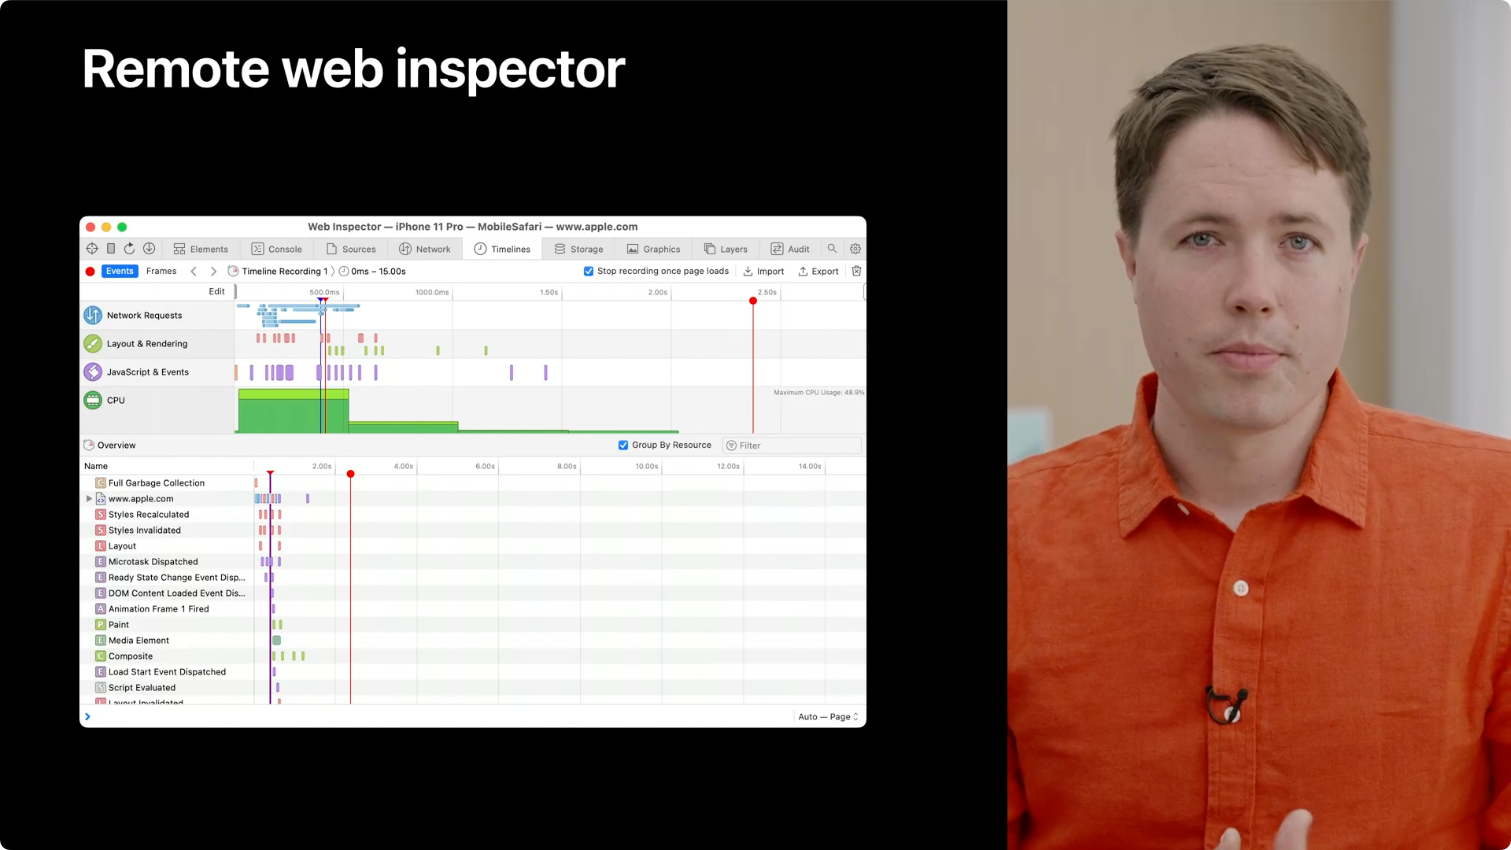 Remote web inspector
Web Inspector — iPhone 11 Pro — MobileSafari — www.apple.com
Elements Console Sources Network Timelines Storage Graphics Layers Audit
Events Frames Timeline Recording 1 0ms – 15.00s Stop recording once page loads Import Export
Edit 500.0ms 1000.0ms 1.50s 2.00s 2.50s
Network Requests
Layout & Rendering
JavaScript & Events
CPU Maximum CPU Usage: 48.9%
Overview Group By Resource Filter
Name 2.00s 4.00s 6.00s 8.00s 10.00s 12.00s 14.00s
C Full Garbage Collection
www.apple.com
S Styles Recalculated
S Styles Invalidated
L Layout
E Microtask Dispatched
E Ready State Change Event Disp...
E DOM Content Loaded Event Dis...
A Animation Frame 1 Fired
P Paint
E Media Element
C Composite
E Load Start Event Dispatched
S Script Evaluated
Layout Invalidated
Auto — Page